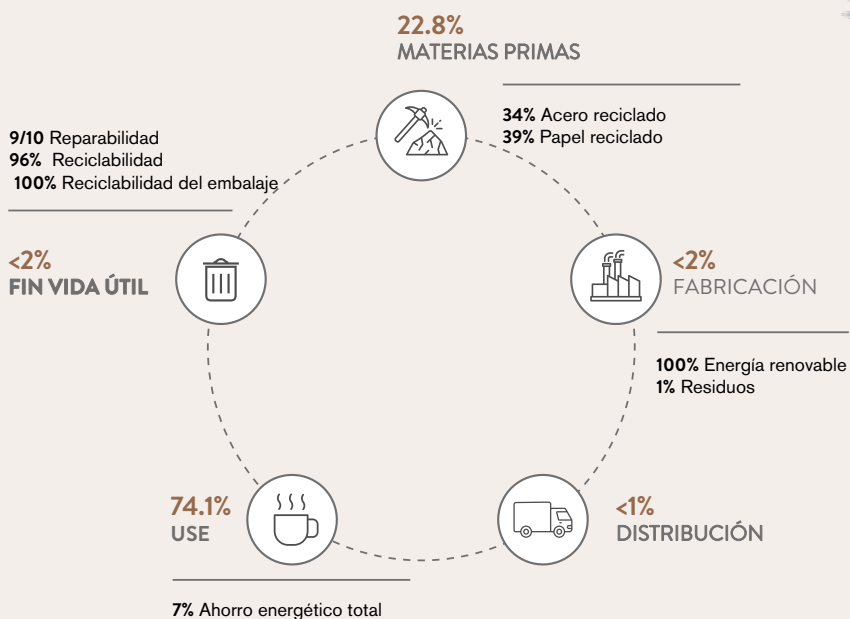 22.8%
MATERIAS PRIMAS
34% Acero reciclado
39% Papel reciclado
9/10 Reparabilidad
96% Reciclabilidad
100% Reciclabilidad del embalaje
<2%
FIN VIDA ÚTIL
<2%
FABRICACIÓN
100% Energía renovable
1% Residuos
74.1%
USE
<1%
DISTRIBUCIÓN
7% Ahorro energético total